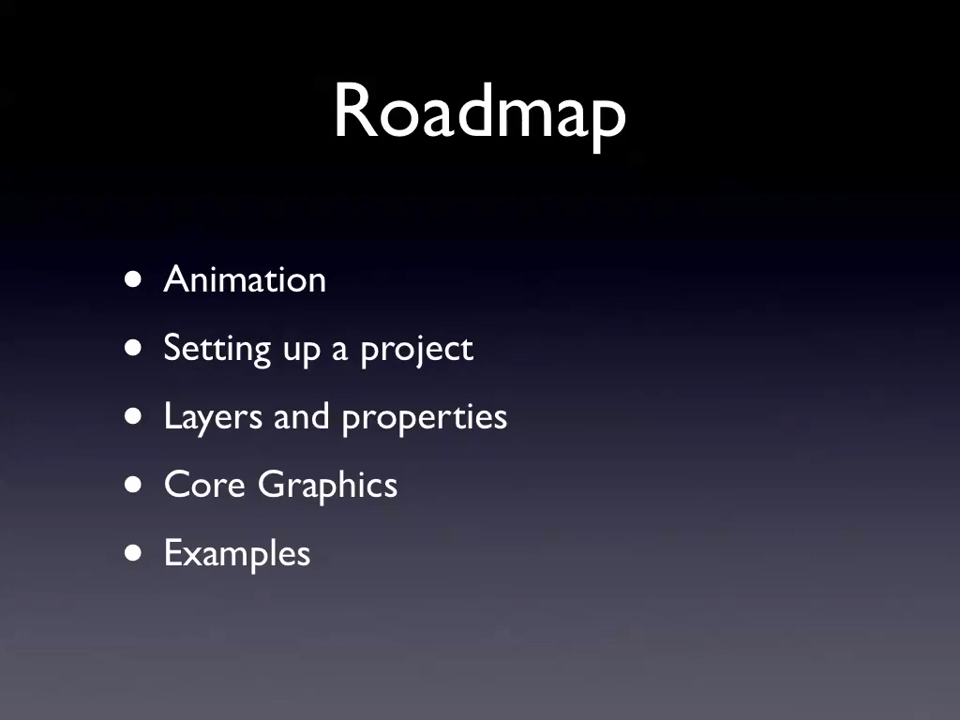 Roadmap
• Animation
• Setting up a project
• Layers and properties
• Core Graphics
• Examples